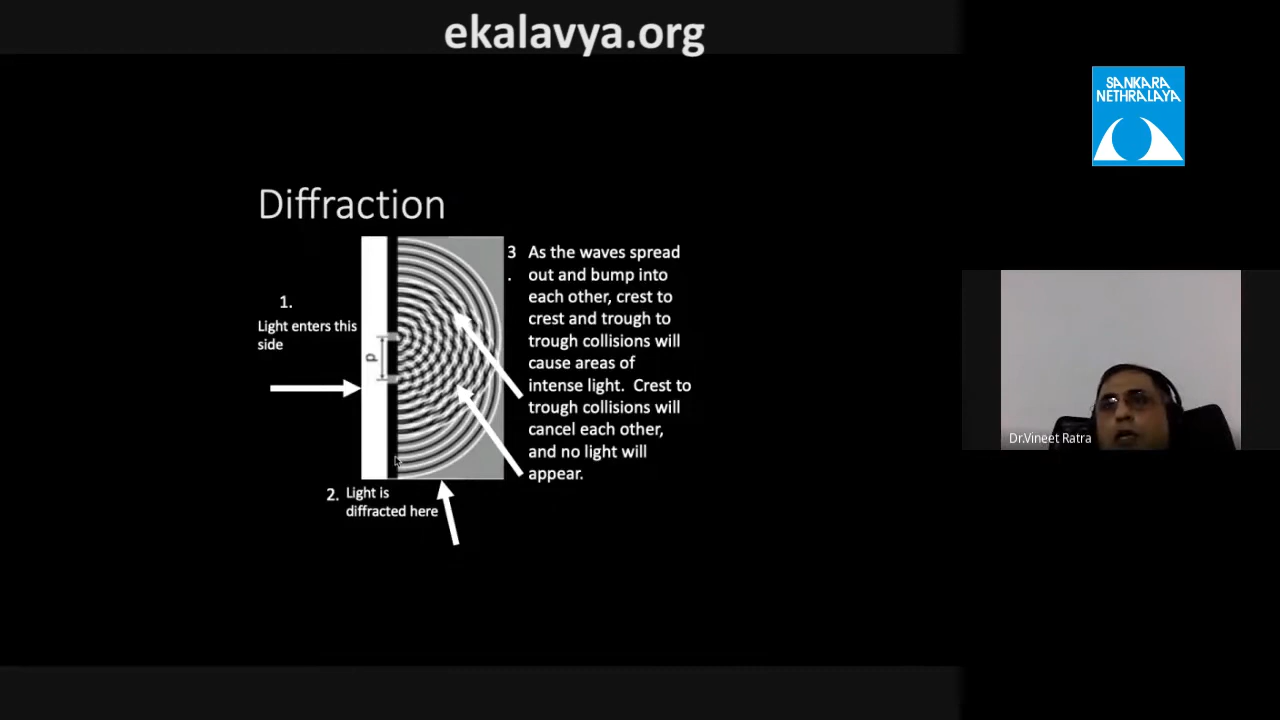 ekalavya.org
SANKARA
NETHRALAYA
Diffraction
1.
Light enters this
side
d
2. Light is
diffracted here
3 As the waves spread
. out and bump into
each other, crest to
crest and trough to
trough collisions will
cause areas of
intense light. Crest to
trough collisions will
cancel each other,
and no light will
appear.
Dr.Vineet Ratra